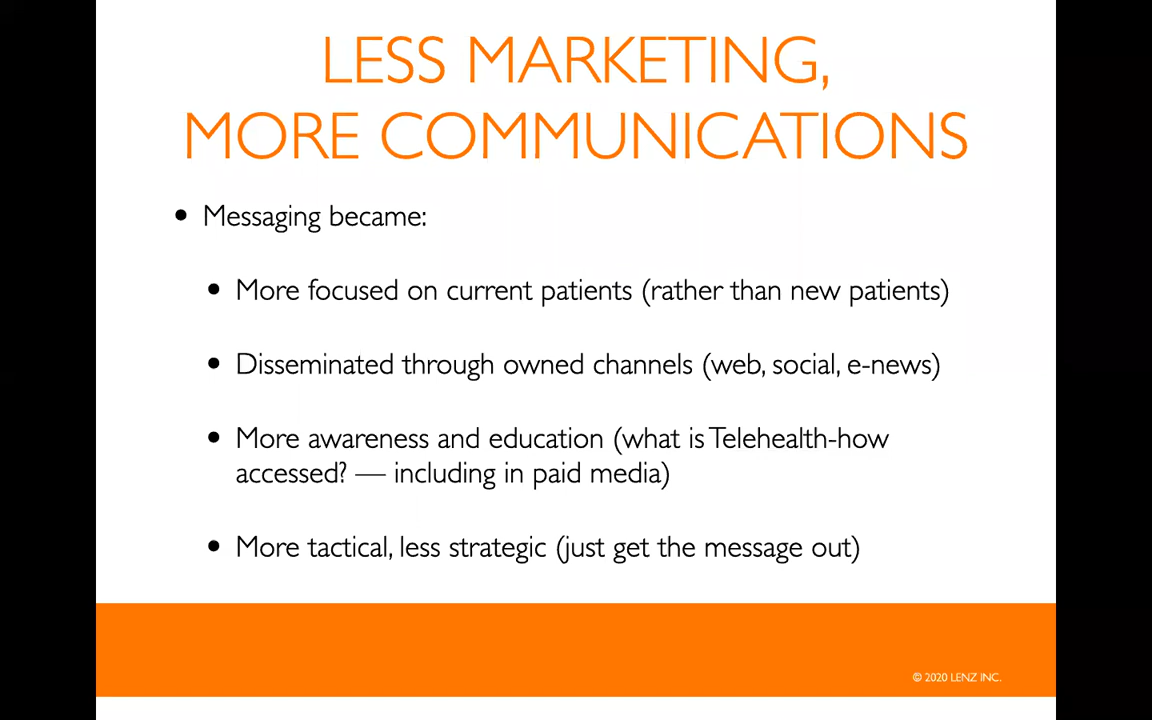 LESS MARKETING,
MORE COMMUNICATIONS
• Messaging became:
• More focused on current patients (rather than new patients)
• Disseminated through owned channels (web, social, e-news)
• More awareness and education (what is Telehealth-how
accessed? — including in paid media)
• More tactical, less strategic (just get the message out)
© 2020 LENZ INC.